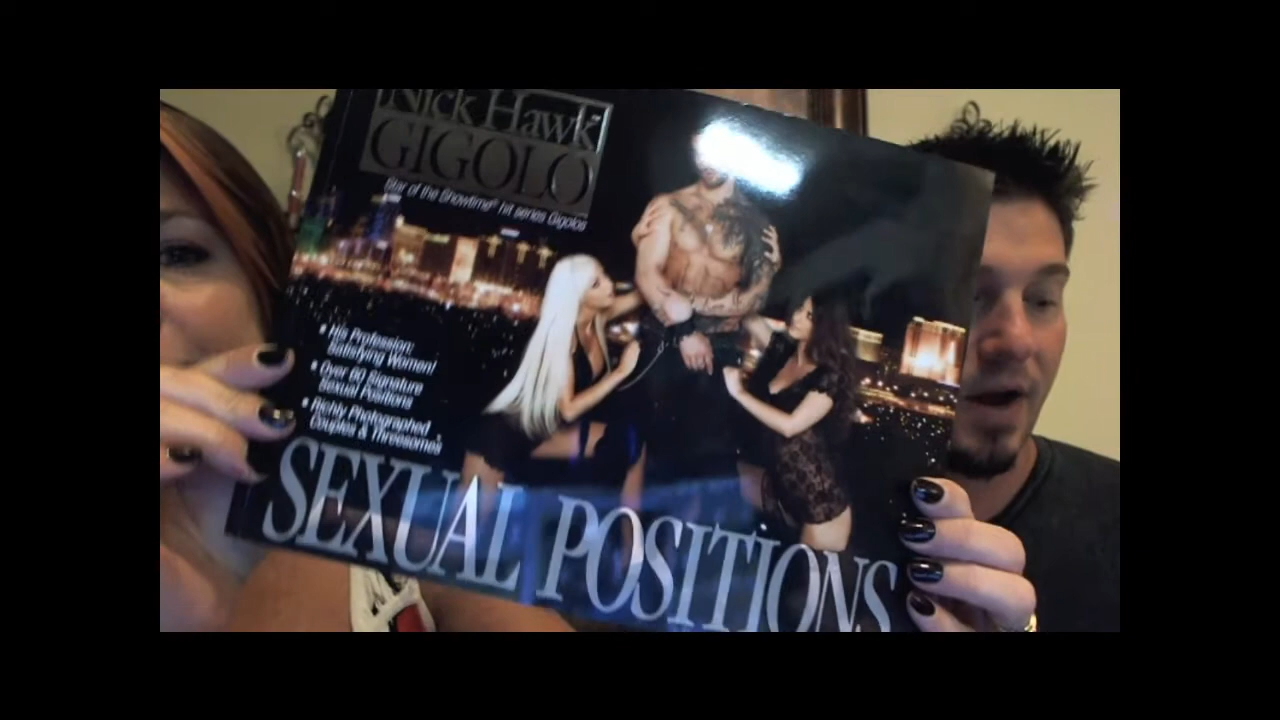 Nick Hawk
GIGOLO
Star of the Showtime® hit series Gigolos
• His Profession:
Satisfying Women!
• Over 60 Signature
Sexual Positions
• Richly Photographed
Couples & Threesomes
SEXUAL POSITIONS